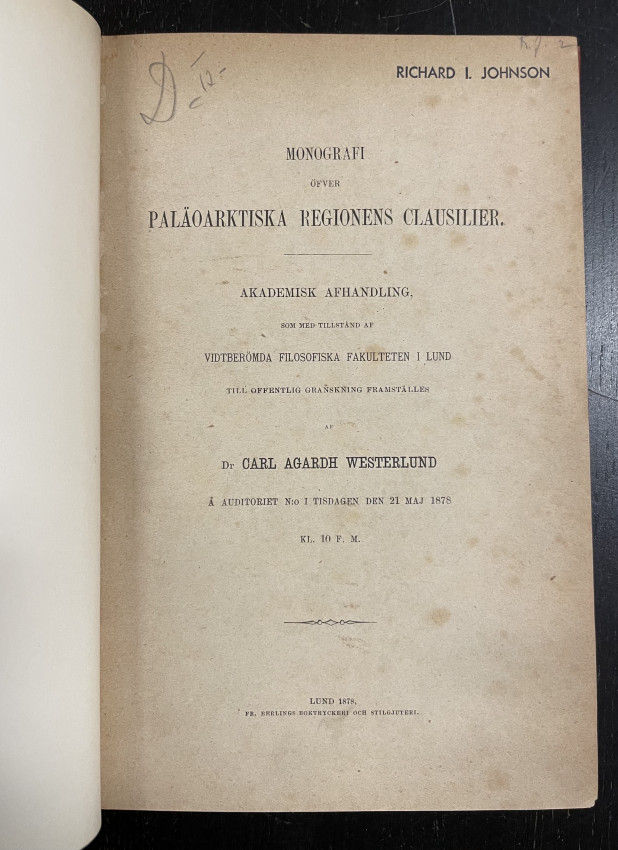 RICHARD I. JOHNSON
D
MONOGRAFI
ÖFVER
PALÄOARKTISKA REGIONENS CLAUSILIER.
AKADEMISK AFHANDLING,
SOM MED TILLSTÅND AF
VIDTBERÖMDA FILOSOFISKA FAKULTETEN I LUND
TILL OFFENTLIG GRANSKNING FRAMSTÄLLES
AF
Dr CARL AGARDH WESTERLUND
Å AUDITORIET N:o I TISDAGEN DEN 21 MAJ 1878
KL. 10 F. M.
LUND 1878,
FR. BERLINGS BOKTRYCKERI OCH STILGJUTERI.